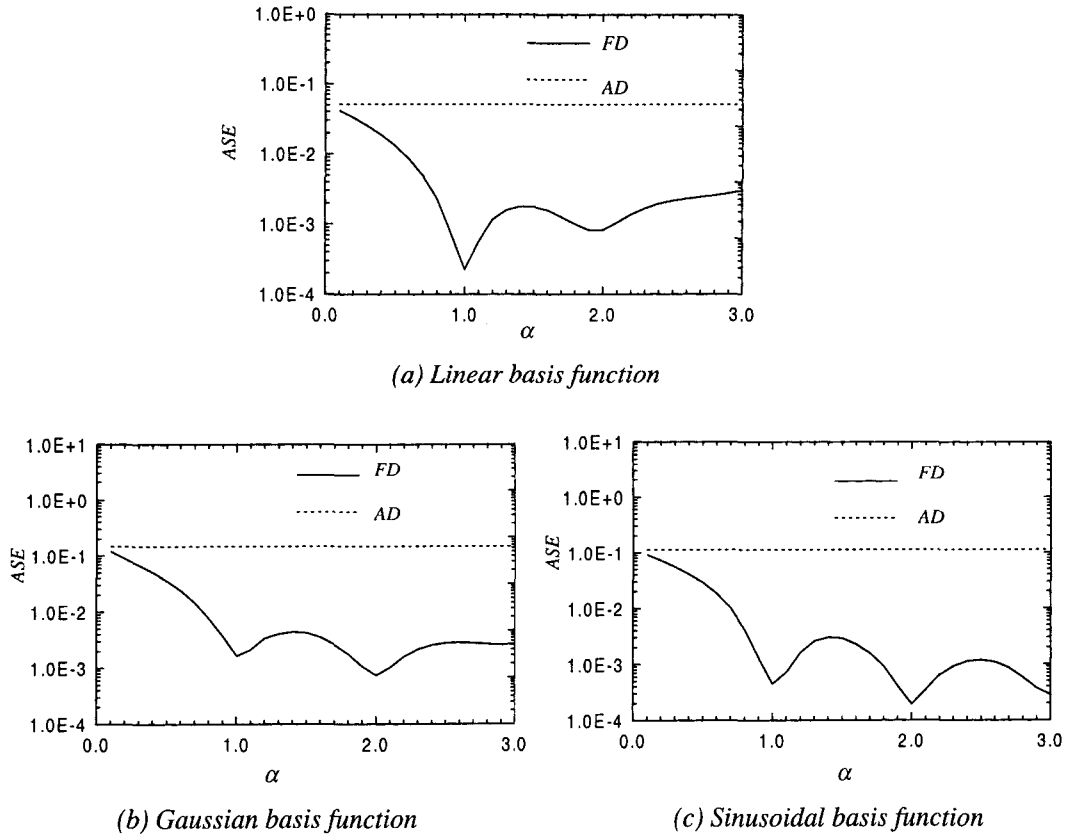 1.0E+0
FD
1.0E-1
AD
ASE
1.0E-2
1.0E-3
1.0E-4
0.0 1.0 2.0 3.0
α
(a) Linear basis function
1.0E+1
FD
1.0E+0
AD
ASE
1.0E-1
1.0E-2
1.0E-3
1.0E-4
0.0 1.0 2.0 3.0
α
(b) Gaussian basis function
1.0E+1
FD
1.0E+0
AD
ASE
1.0E-1
1.0E-2
1.0E-3
1.0E-4
0.0 1.0 2.0 3.0
α
(c) Sinusoidal basis function